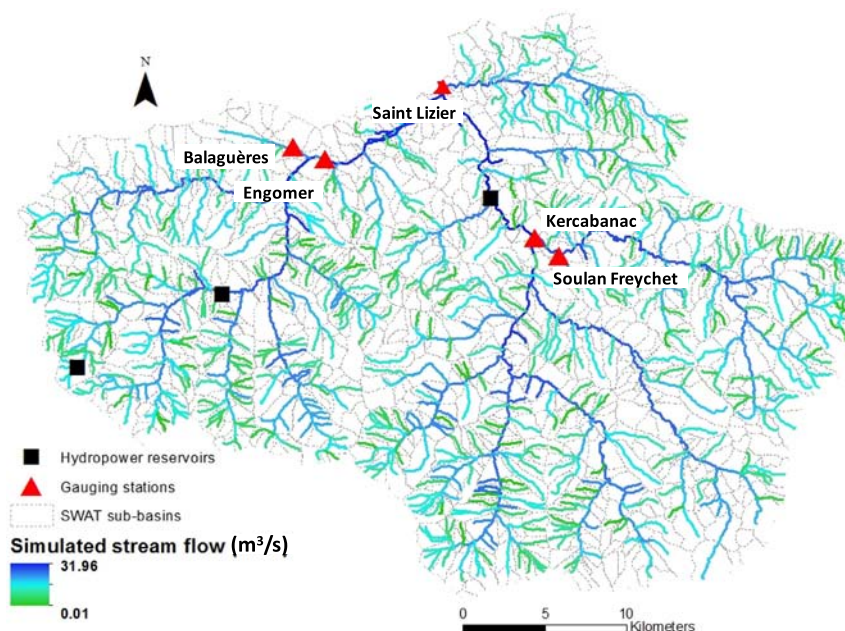 N
Saint Lizier
Balaguères
Engomer
Kercabanac
Soulan Freychet
Hydropower reservoirs
Gauging stations
SWAT sub-basins
Simulated stream flow (m³/s)
31.96
0.01
0 5 10
Kilometers